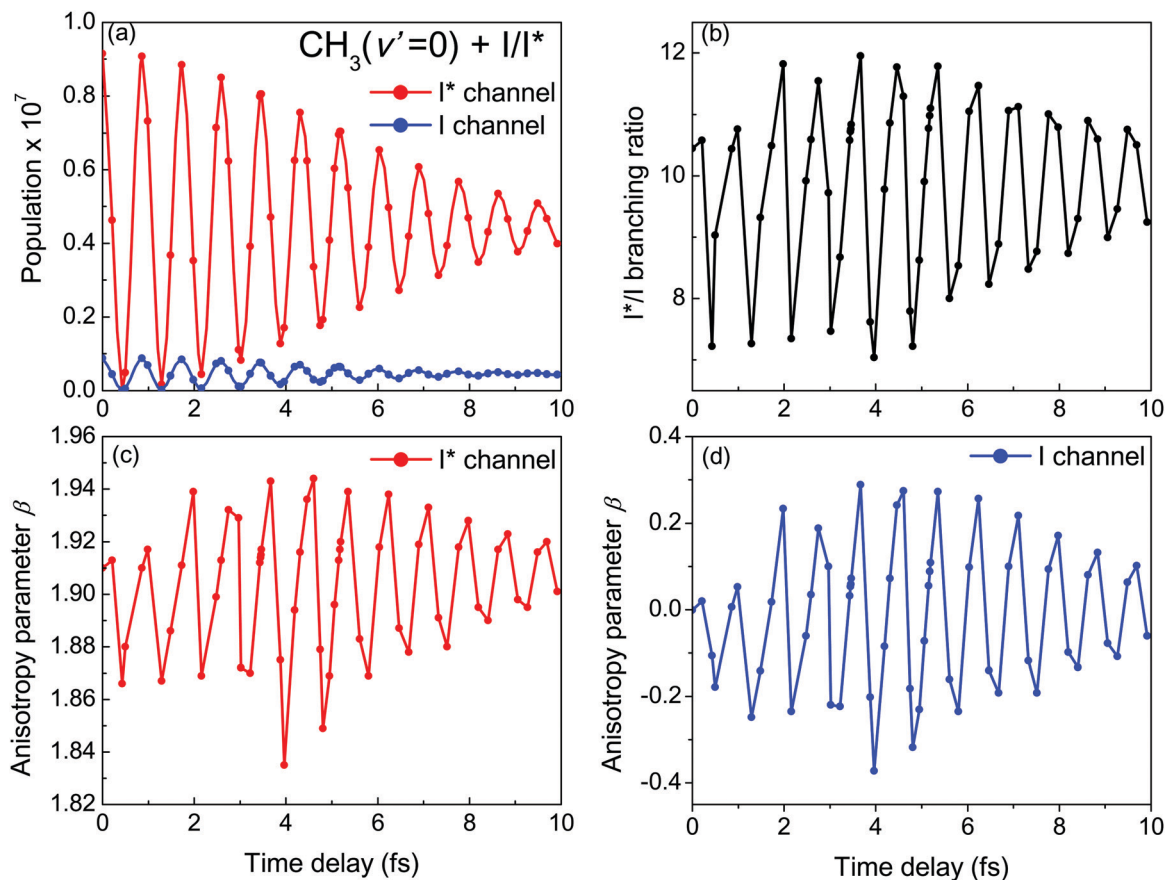 (a)
CH3(v'=0) + I/I*
I* channel
I channel
Population x 10^7
1.0
0.8
0.6
0.4
0.2
0.0
0 2 4 6 8 10
(b)
I*/I branching ratio
12
10
8
0 2 4 6 8 10
(c)
I* channel
Anisotropy parameter β
1.96
1.94
1.92
1.90
1.88
1.86
1.84
1.82
0 2 4 6 8 10
Time delay (fs)
(d)
I channel
Anisotropy parameter β
0.4
0.2
0.0
-0.2
-0.4
0 2 4 6 8 10
Time delay (fs)